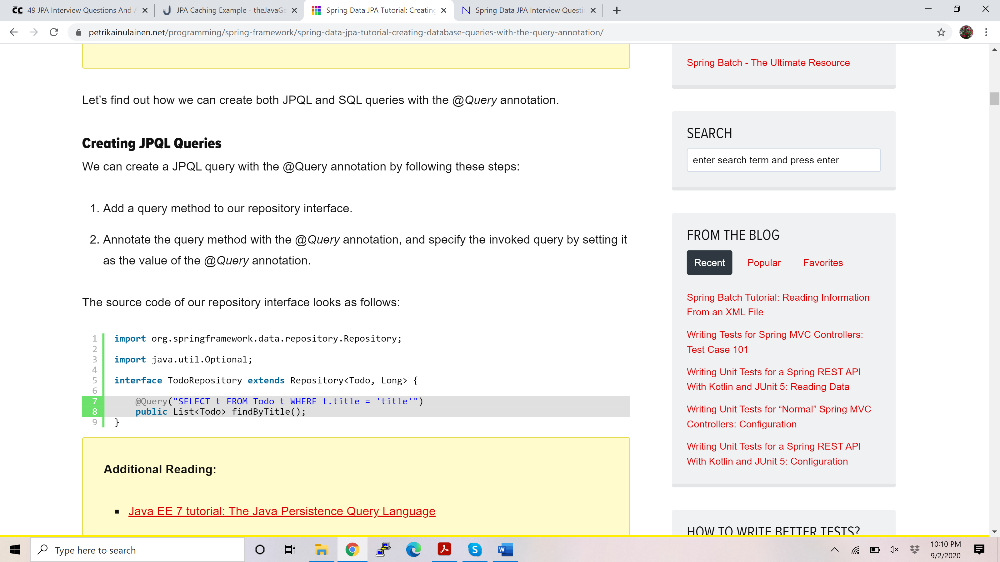 49 JPA Interview Questions And
JPA Caching Example - theJavaGe
Spring Data JPA Tutorial: Creating
Spring Data JPA Interview Questi
petrikainulainen.net/programming/spring-framework/spring-data-jpa-tutorial-creating-database-queries-with-the-query-annotation/
Let’s find out how we can create both JPQL and SQL queries with the @Query annotation.
Creating JPQL Queries
We can create a JPQL query with the @Query annotation by following these steps:
1. Add a query method to our repository interface.
2. Annotate the query method with the @Query annotation, and specify the invoked query by setting it
as the value of the @Query annotation.
The source code of our repository interface looks as follows:
1 import org.springframework.data.repository.Repository;
2
3 import java.util.Optional;
4
5 interface TodoRepository extends Repository<Todo, Long> {
6
7 @Query("SELECT t FROM Todo t WHERE t.title = 'title'")
8 public List<Todo> findByTitle();
9 }
Additional Reading:
Java EE 7 tutorial: The Java Persistence Query Language
Spring Batch - The Ultimate Resource
SEARCH
enter search term and press enter
FROM THE BLOG
Recent Popular Favorites
Spring Batch Tutorial: Reading Information
From an XML File
Writing Tests for Spring MVC Controllers:
Test Case 101
Writing Unit Tests for a Spring REST API
With Kotlin and JUnit 5: Reading Data
Writing Unit Tests for “Normal” Spring MVC
Controllers: Configuration
Writing Unit Tests for a Spring REST API
With Kotlin and JUnit 5: Configuration
HOW TO WRITE BETTER TESTS?
Type here to search
10:10 PM
9/2/2020